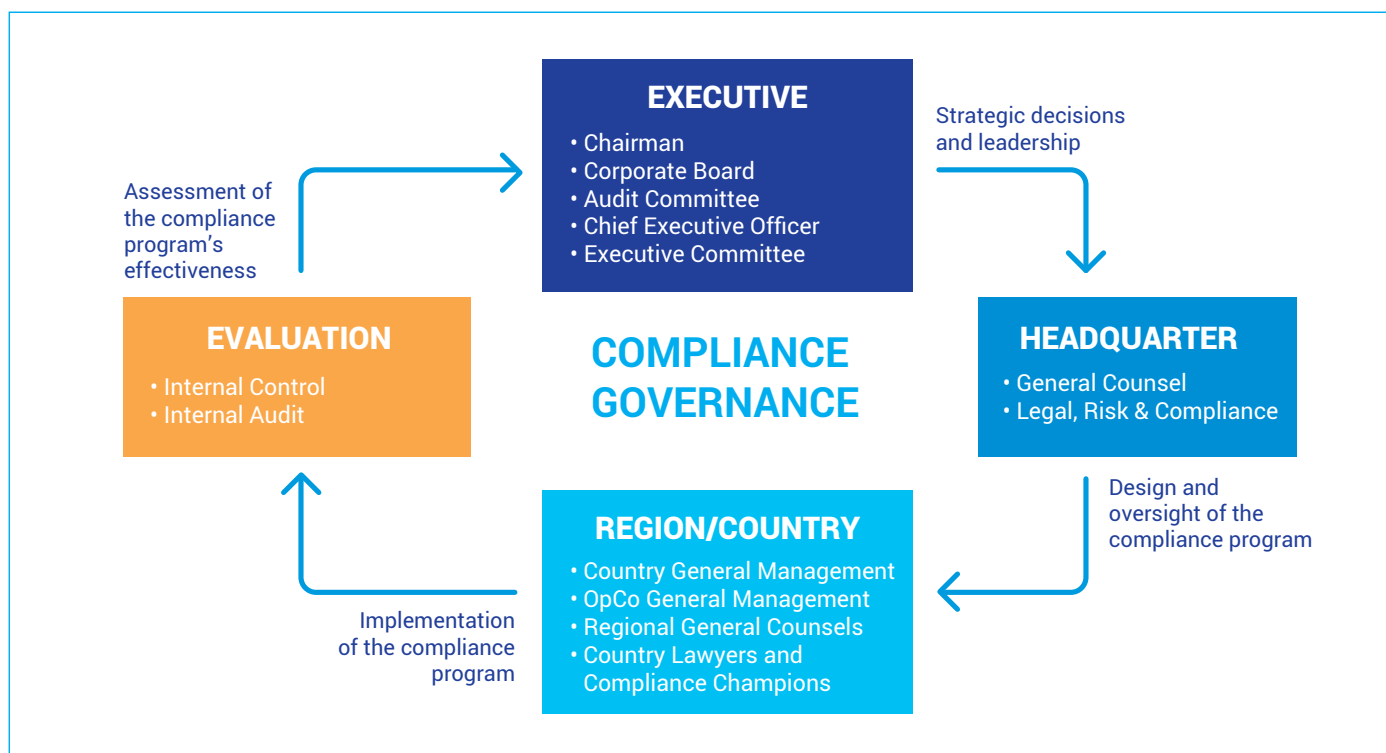 EXECUTIVE
• Chairman
• Corporate Board
• Audit Committee
• Chief Executive Officer
• Executive Committee
Strategic decisions
and leadership
Assessment of
the compliance
program’s
effectiveness
EVALUATION
• Internal Control
• Internal Audit
COMPLIANCE
GOVERNANCE
HEADQUARTER
• General Counsel
• Legal, Risk & Compliance
Design and
oversight of the
compliance program
REGION/COUNTRY
• Country General Management
• OpCo General Management
• Regional General Counsels
• Country Lawyers and
Compliance Champions
Implementation
of the compliance
program